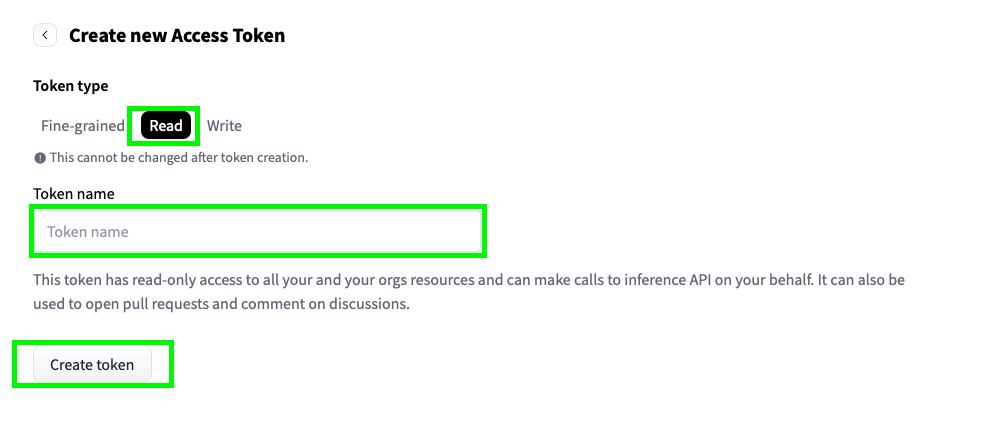 Create new Access Token
Token type
Fine-grained Read Write
This cannot be changed after token creation.
Token name
Token name
This token has read-only access to all your and your orgs resources and can make calls to inference API on your behalf. It can also be
used to open pull requests and comment on discussions.
Create token